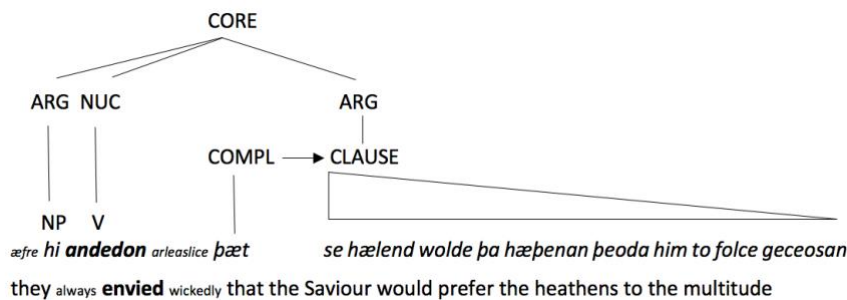 CORE
ARG NUC ARG
COMPL CLAUSE
NP V
æfre hi andedon arleaslice þæt se hælend wolde þa hæþenan þeoda him to folce geceosan
they always envied wickedly that the Saviour would prefer the heathens to the multitude